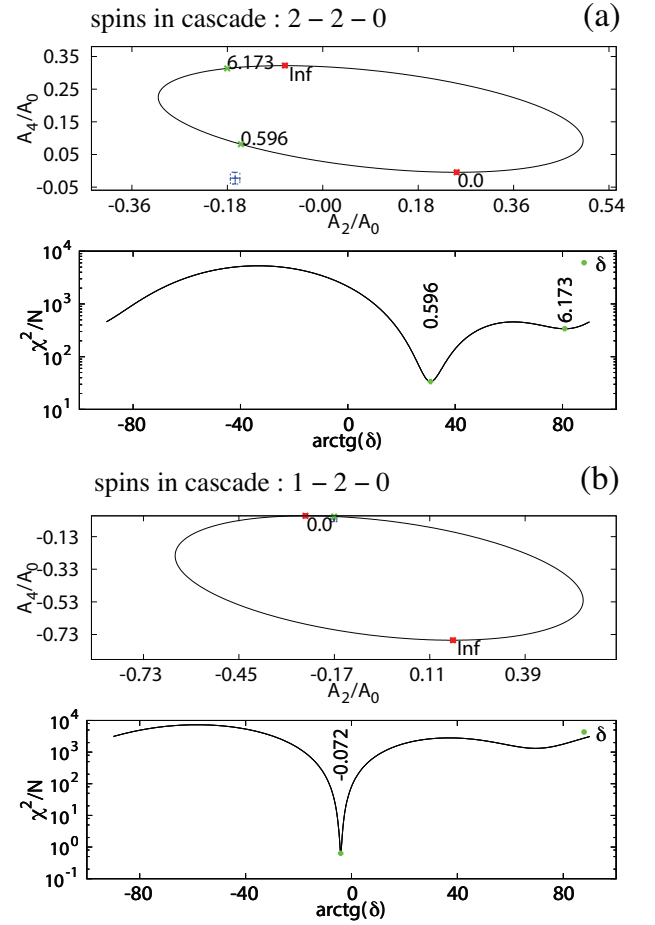 spins in cascade : 2 − 2 − 0 (a)
0.35
0.25
0.15
0.05
-0.05
A4/A0
6.173
Inf
0.596
0.0
-0.36 -0.18 -0.00 0.18 0.36 0.54
A2/A0
10^4
10^3
10^2
10^1
χ^2/N
0.596
6.173
δ
-80 -40 0 40 80
arctg(δ)
spins in cascade : 1 − 2 − 0 (b)
-0.13
-0.33
-0.53
-0.73
A4/A0
0.0
Inf
-0.73 -0.45 -0.17 0.11 0.39
A2/A0
10^4
10^3
10^2
10^1
10^0
10^-1
χ^2/N
-0.072
δ
-80 -40 0 40 80
arctg(δ)